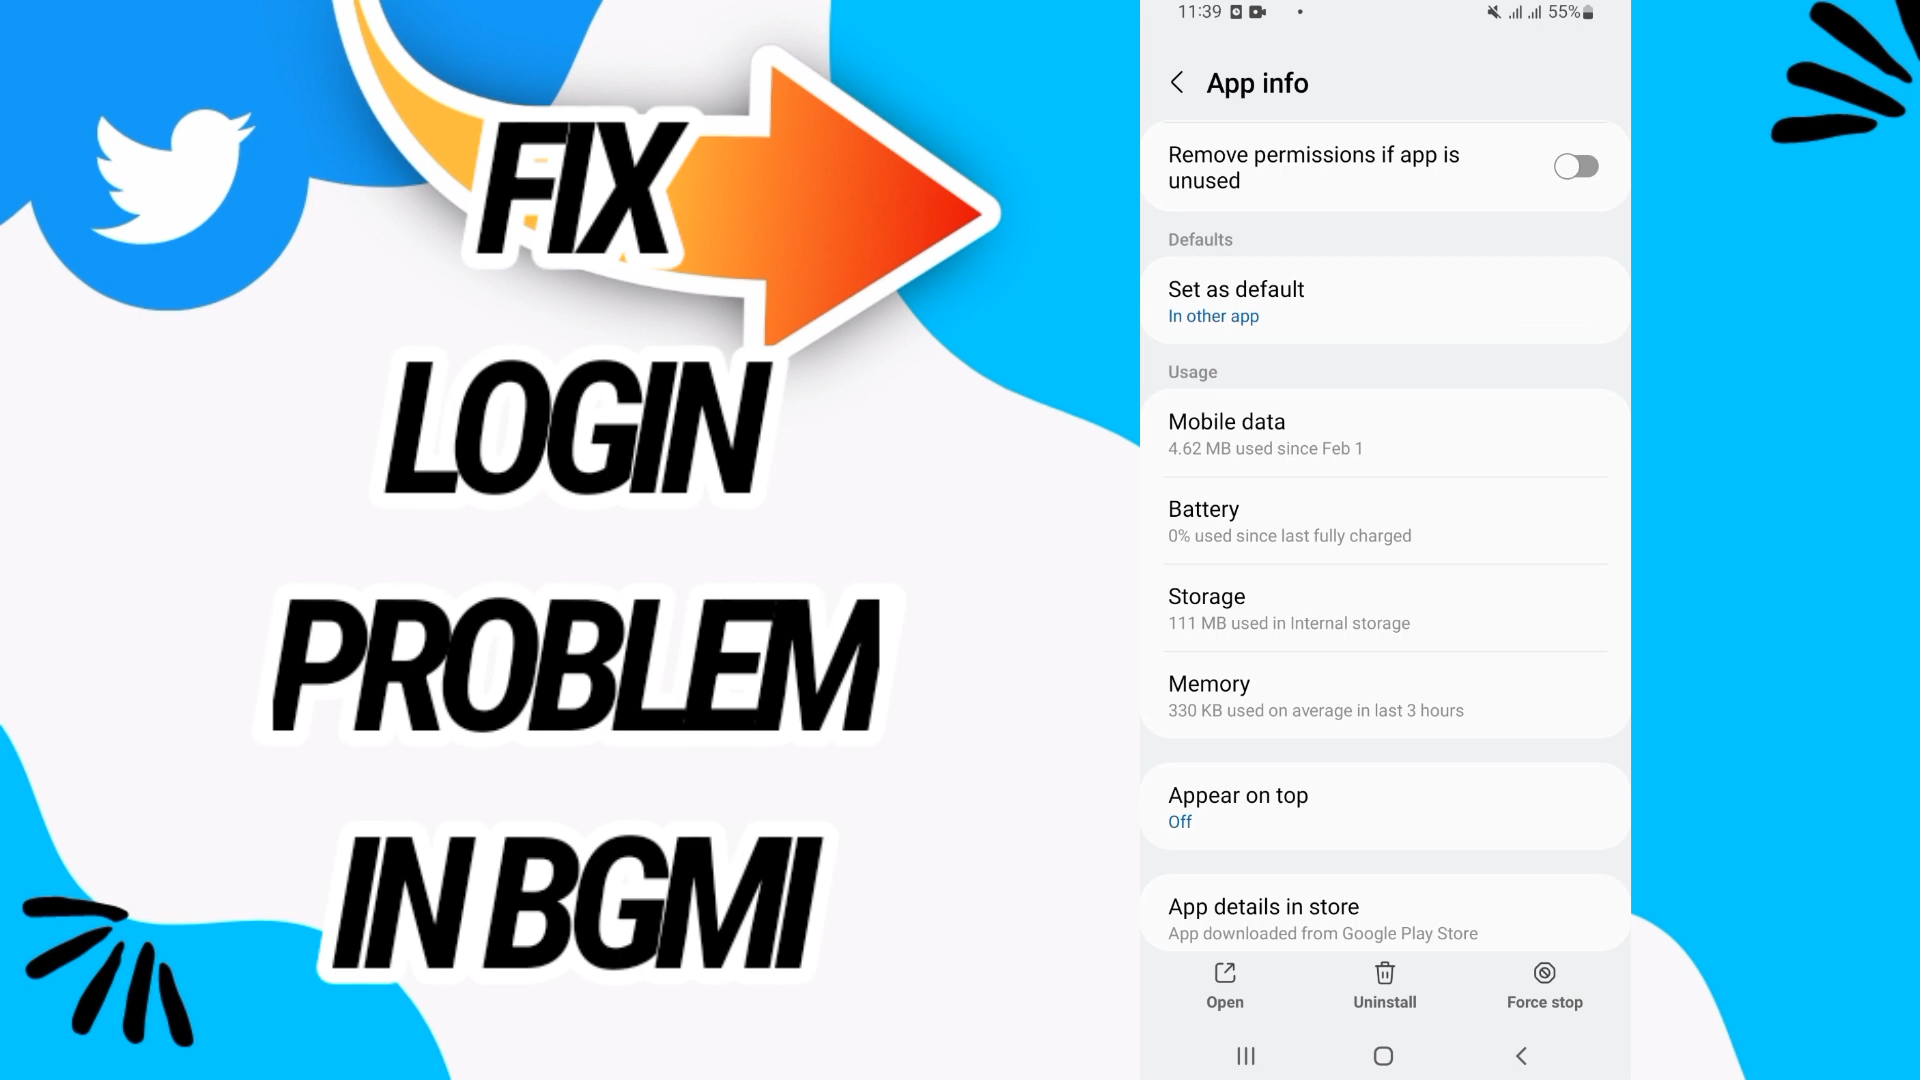 FIX
LOGIN
PROBLEM
IN BGMI
11:39
55%
App info
Remove permissions if app is
unused
Defaults
Set as default
In other app
Usage
Mobile data
4.62 MB used since Feb 1
Battery
0% used since last fully charged
Storage
111 MB used in Internal storage
Memory
330 KB used on average in last 3 hours
Appear on top
Off
App details in store
App downloaded from Google Play Store
Open Uninstall Force stop